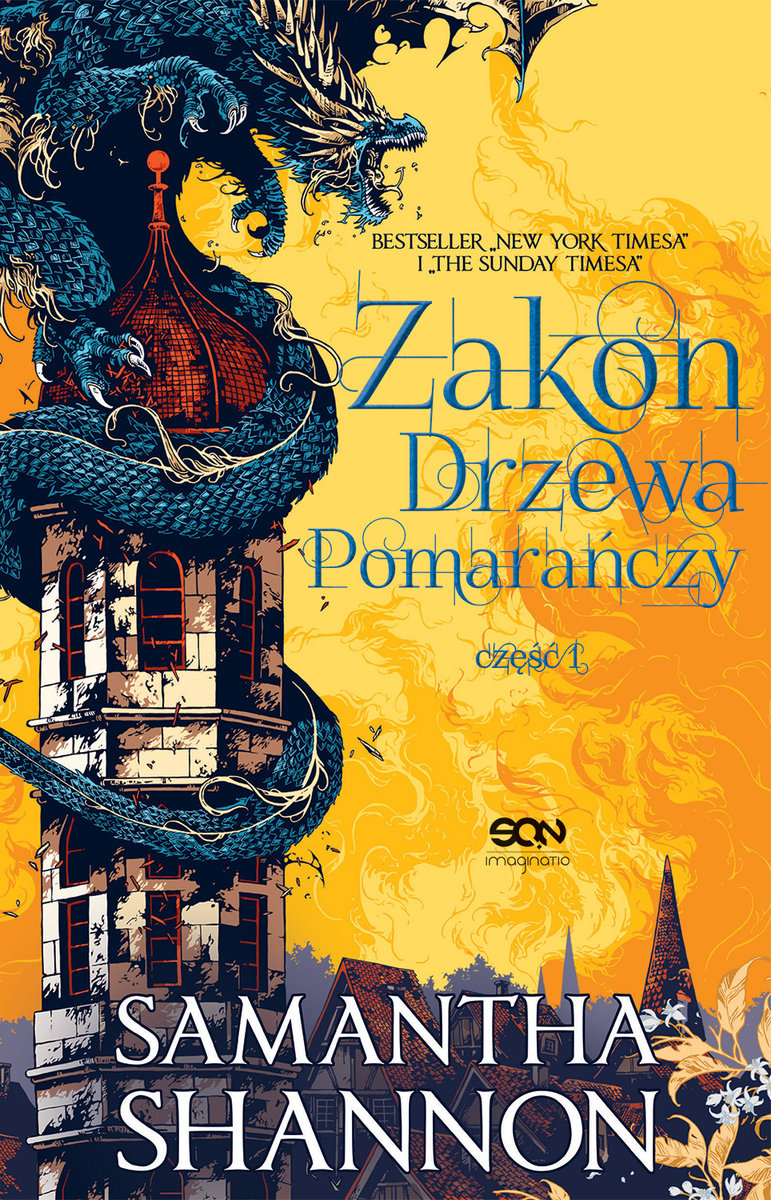 BESTSELLER „NEW YORK TIMESA”
I „THE SUNDAY TIMESA”
Zakon
Drzewa
Pomarańczy
część 1
SQN
imaginatio
SAMANTHA
SHANNON